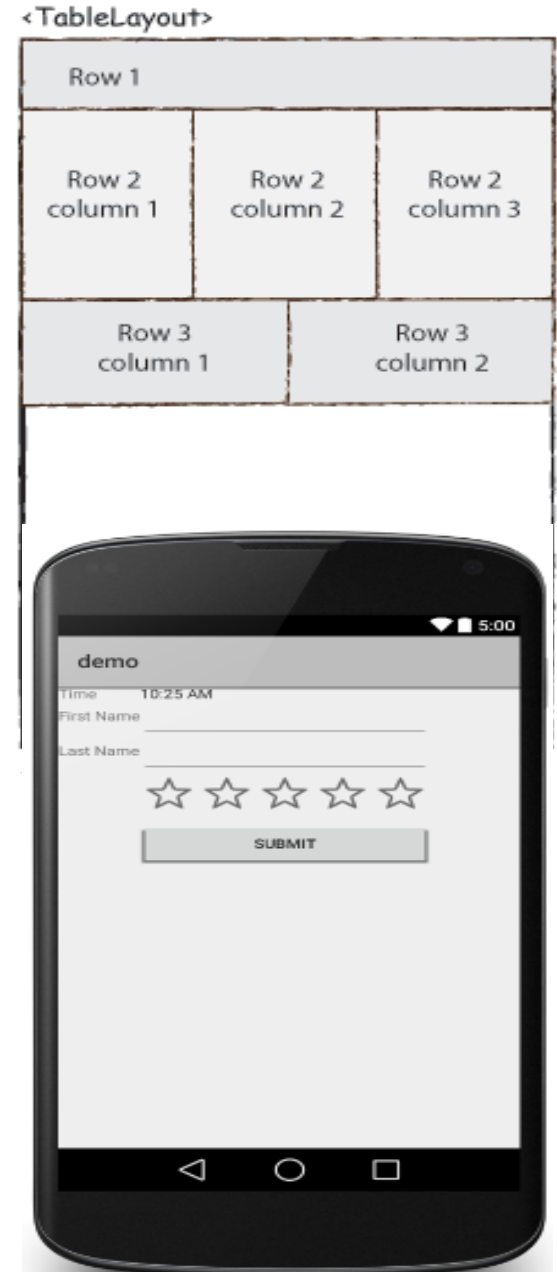 <TableLayout>
Row 1
Row 2
column 1
Row 2
column 2
Row 2
column 3
Row 3
column 1
Row 3
column 2
5:00
demo
Time 10:25 AM
First Name
Last Name
SUBMIT